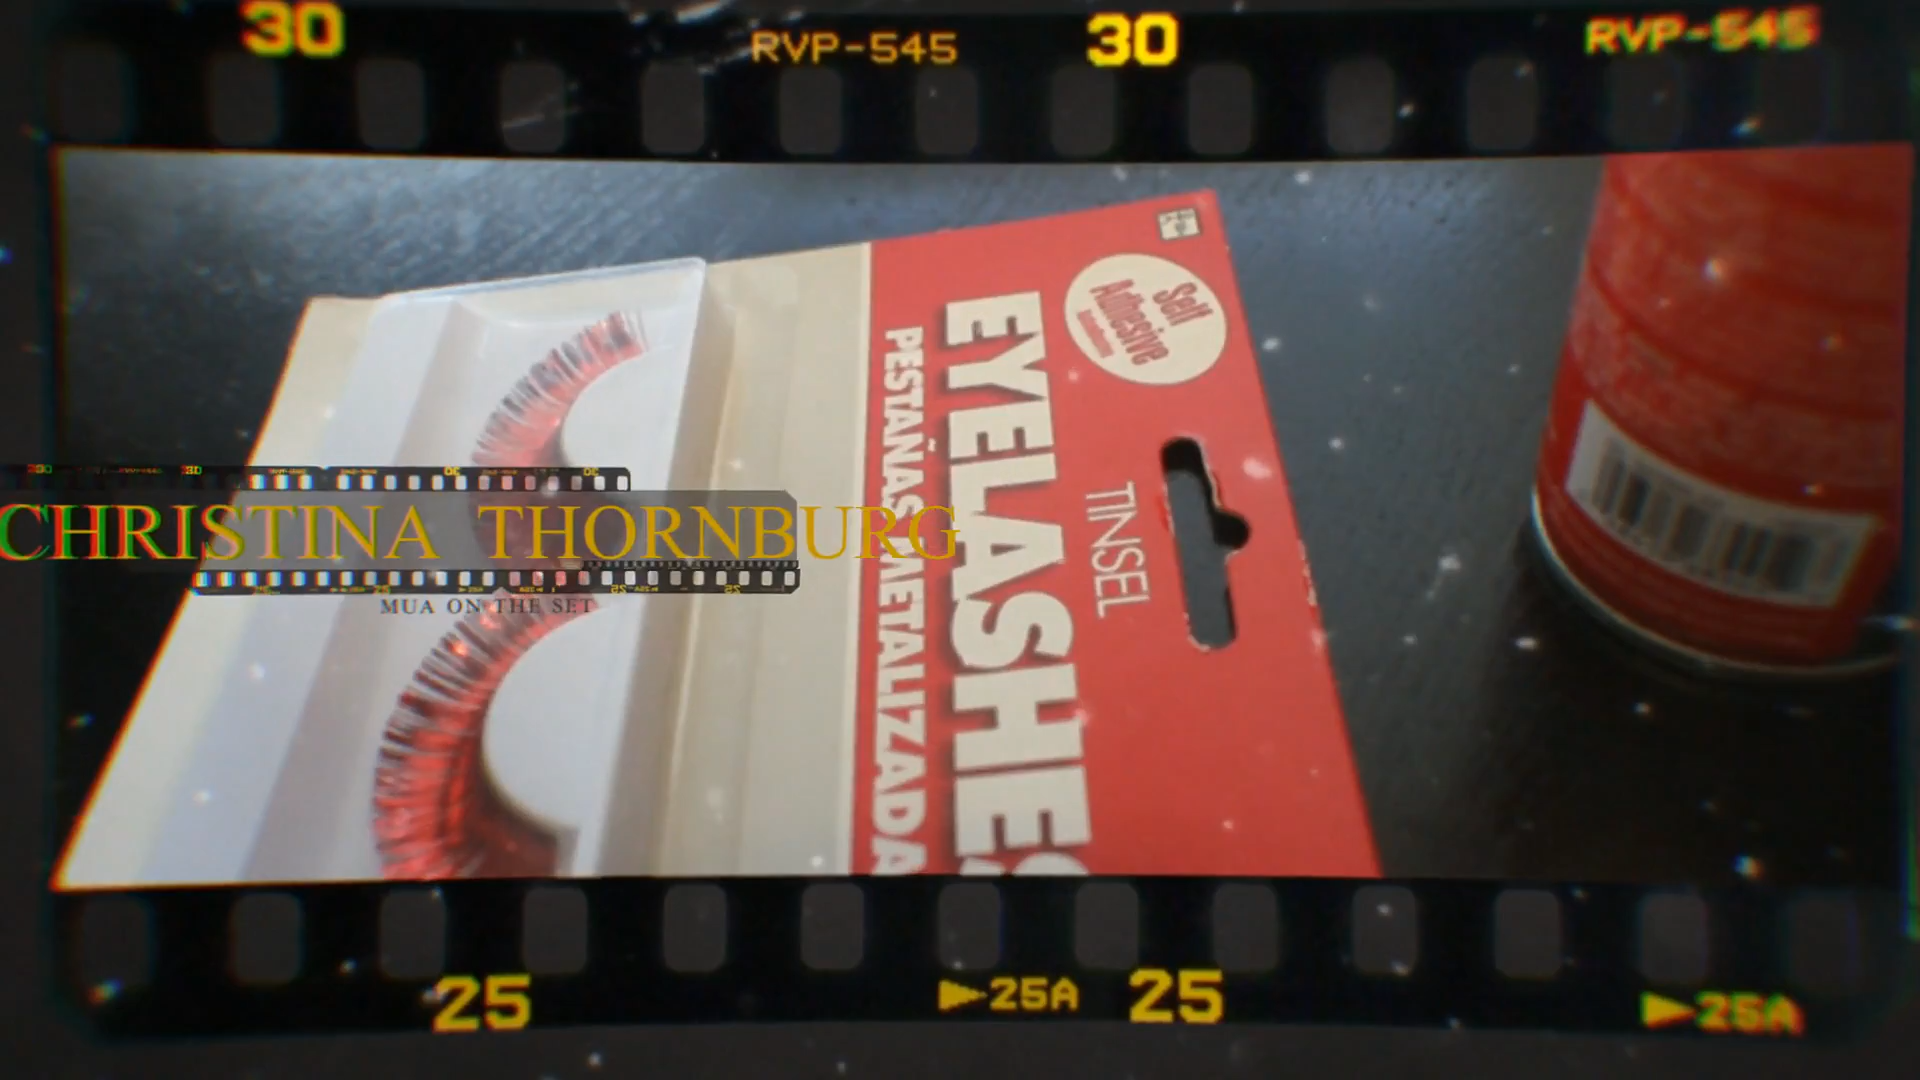 30
RVP-545
30
RVP-545
Self
Adhesive
EYELASHES
PESTAÑAS METALIZADA
TINSEL
CHRISTINA THORNBURG
MUA ON THE SET
25
25A
25
25A